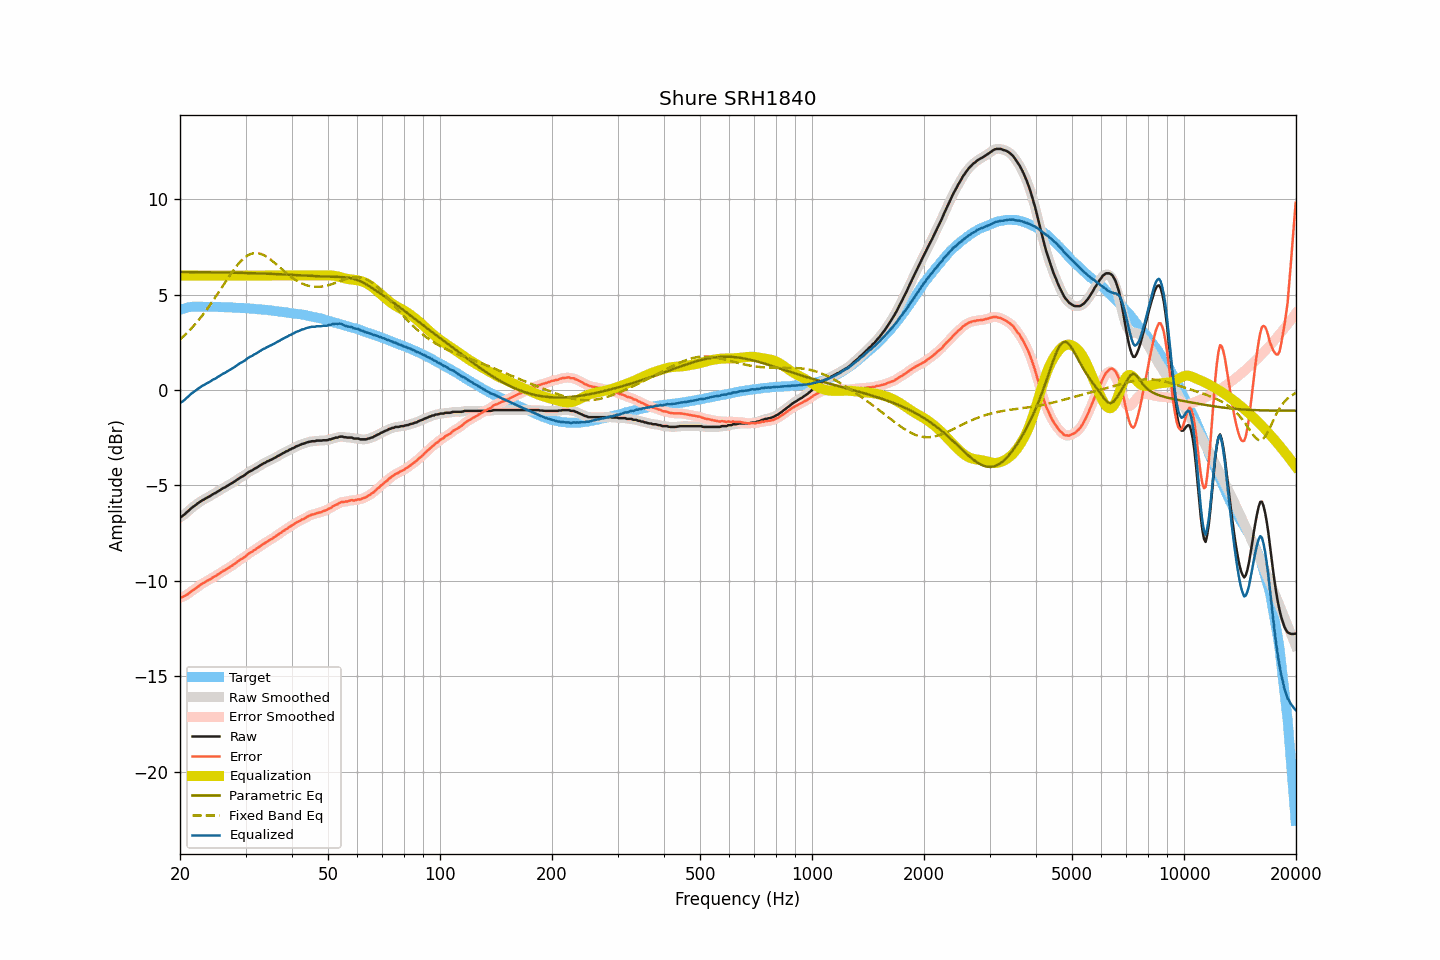 Shure SRH1840
10
5
0
−5
−10
−15
−20
Amplitude (dBr)
Target
Raw Smoothed
Error Smoothed
Raw
Error
Equalization
Parametric Eq
Fixed Band Eq
Equalized
20 50 100 200 500 1000 2000 5000 10000 20000
Frequency (Hz)